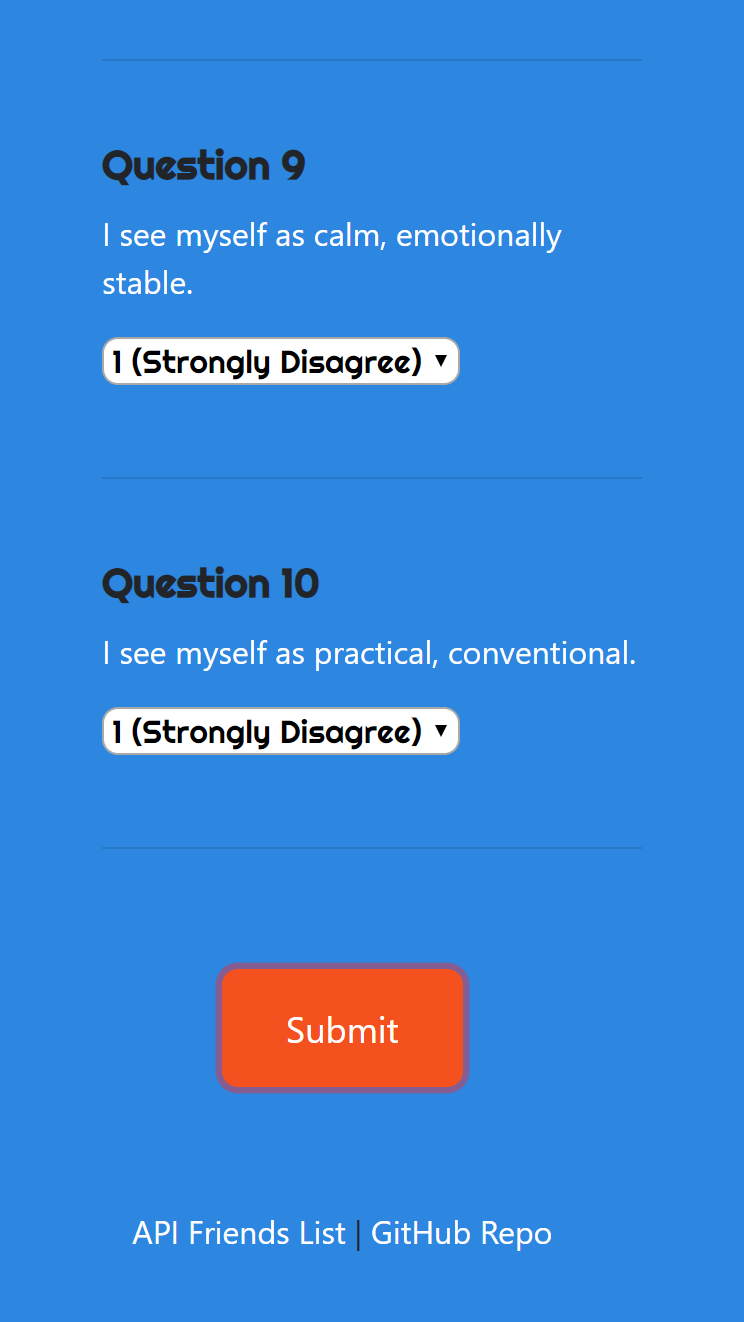 Question 9
I see myself as calm, emotionally
stable.
1 (Strongly Disagree)
Question 10
I see myself as practical, conventional.
1 (Strongly Disagree)
Submit
API Friends List | GitHub Repo